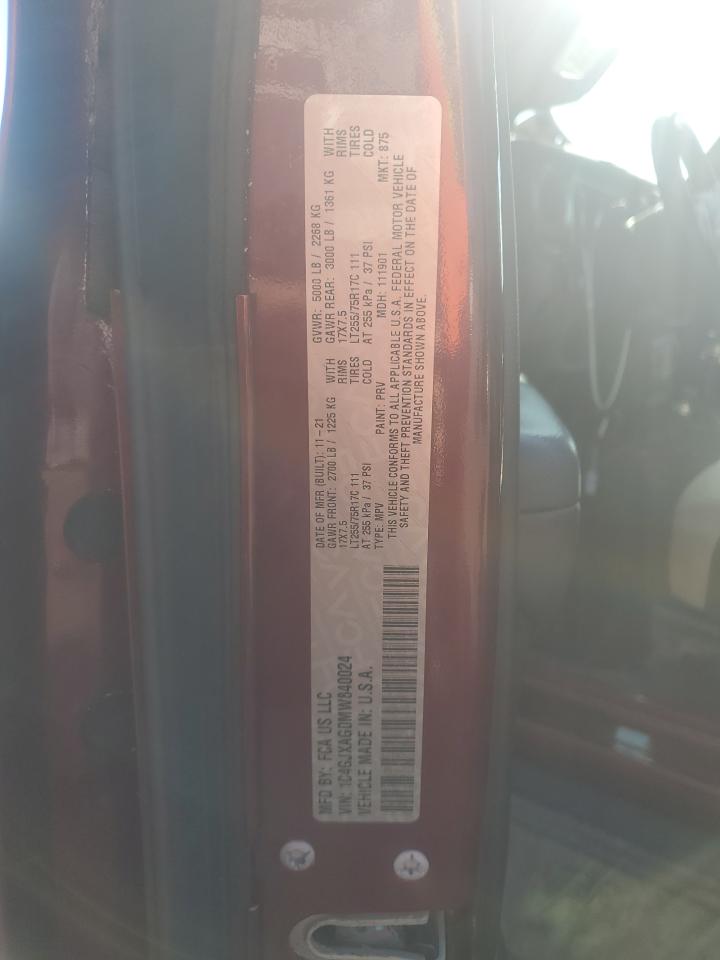 MFD BY: FCA US LLC
VIN: 1C4GJXAGDMW840024
VEHICLE MADE IN: U.S.A.
DATE OF MFR (BUILT): 11-21 GVWR: 5000 LB / 2268 KG
GAWR FRONT: 2700 LB / 1225 KG WITH GAWR REAR: 3000 LB / 1361 KG WITH
17X7.5 RIMS 17X7.5 RIMS
LT255/75R17C 111 TIRES LT255/75R17C 111 TIRES
AT 255 kPa / 37 PSI COLD AT 255 kPa / 37 PSI COLD
TYPE: MPV PAINT: PRV MDH: 111901 MKT: 875
THIS VEHICLE CONFORMS TO ALL APPLICABLE U.S.A. FEDERAL MOTOR VEHICLE
SAFETY AND THEFT PREVENTION STANDARDS IN EFFECT ON THE DATE OF
MANUFACTURE SHOWN ABOVE.